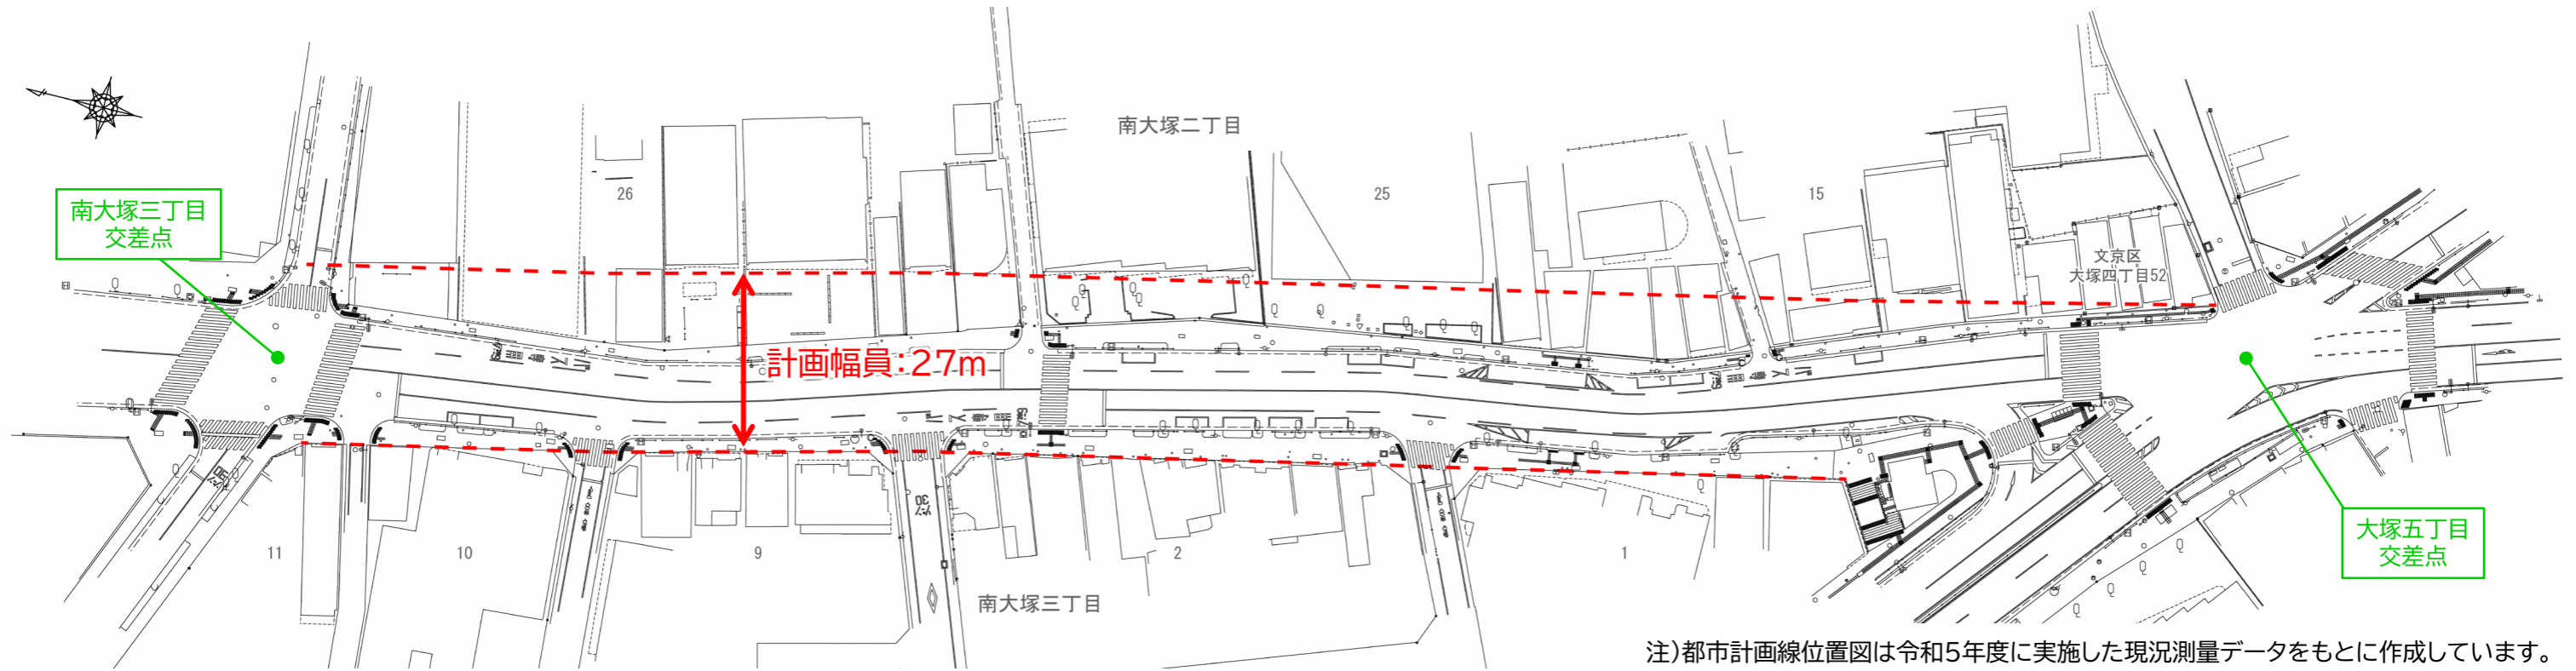 南大塚二丁目
26
25
15
南大塚三丁目
交差点
文京区
大塚四丁目52
計画幅員:27m
大塚五丁目
交差点
11
10
9
2
1
30
南大塚三丁目
注)都市計画線位置図は令和5年度に実施した現況測量データをもとに作成しています。